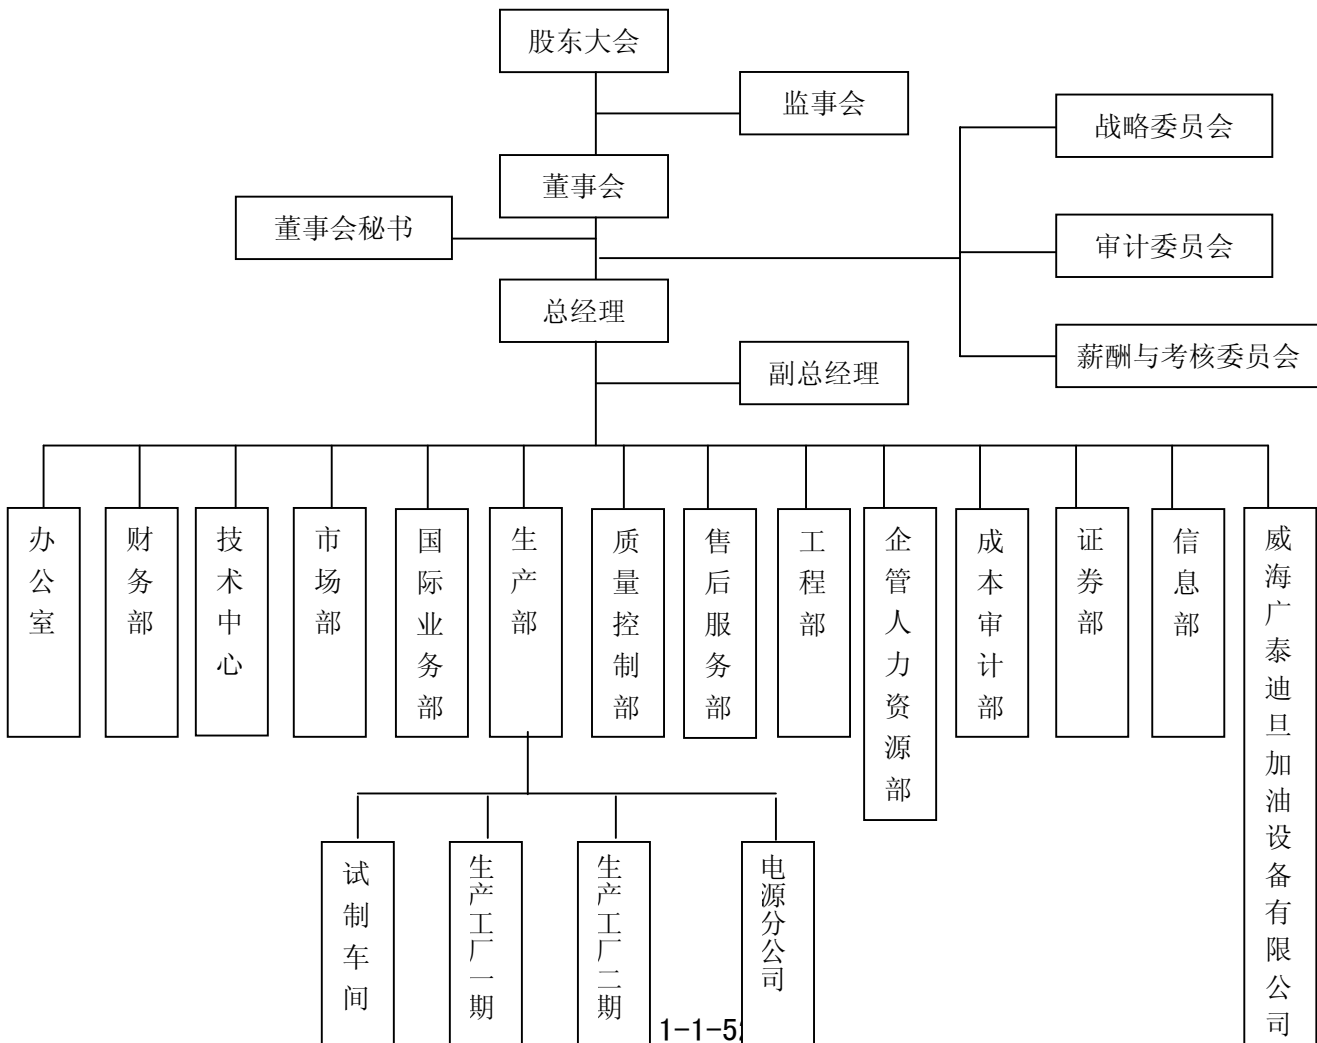 股东大会
监事会
战略委员会
董事会
董事会秘书
审计委员会
总经理
副总经理
薪酬与考核委员会
办公室
财务部
技术中心
市场部
国际业务部
生产部
质量控制部
售后服务部
工程部
企管人力资源部
成本审计部
证券部
信息部
威海广泰迪旦加油设备有限公司
试制车间
生产工厂一期
生产工厂二期
电源分公司
1-1-5